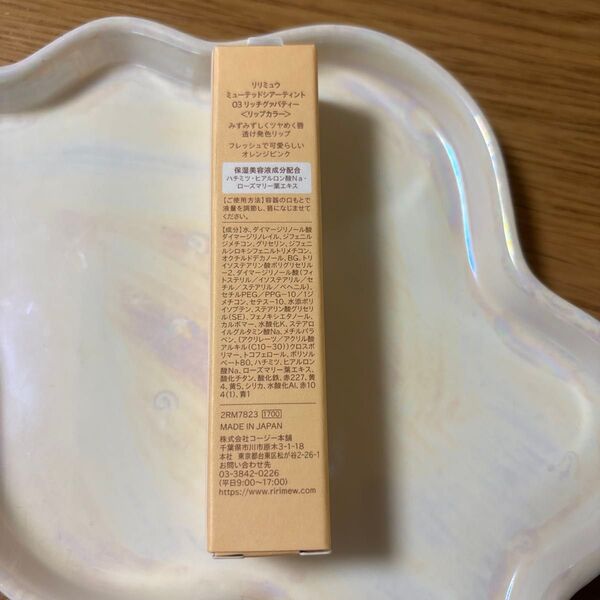 リリミュウ
ミューテッドシアーティント
03 リッチグァバティー
<リップカラー>
みずみずしくツヤめく唇
透け発色リップ
フレッシュで可愛らしい
オレンジピンク
保湿美容液成分配合
ハチミツ・ヒアルロン酸Na・
ローズマリー葉エキス
【ご使用方法】容器の口もとで
液量を調節し、唇になじませて
ください。
【成分】水、ダイマージリノール酸
ダイマージリノレイル、ジフェニル
ジメチコン、グリセリン、ジフェニ
ルシロキシフェニルトリメチコン、
オクチルドデカノール、BG、トリ
イソステアリン酸ポリグリセリル
-2、ダイマージリノール酸(フィ
トステリル/イソステアリル/セ
チル/ステアリル/ベヘニル)、
セチルPEG/PPG-10/1ジ
メチコン、セテス-10、水添ポリ
イソブテン、ステアリン酸グリセ
リル(SE)、フェノキシエタノール、
カルボマー、水酸化K、ステアロイ
ルグルタミン酸Na、メチルパラ
ベン、(アクリレーツ/アクリル酸
アルキル(C10-30))クロスポ
リマー、トコフェロール、ポリソル
ベート80、ハチミツ、ヒアルロン
酸Na、ローズマリー葉エキス、
酸化チタン、酸化鉄、赤227、黄
4、黄5、シリカ、水酸化Al、赤10
4(1)、青1
2RM7823 1700
MADE IN JAPAN
株式会社コージー本舗
千葉県市川市原木3-1-18
本社 東京都台東区松が谷2-26-1
お問い合わせ先
03-3842-0226
(平日9:00~17:00)
https://www.ririmew.com